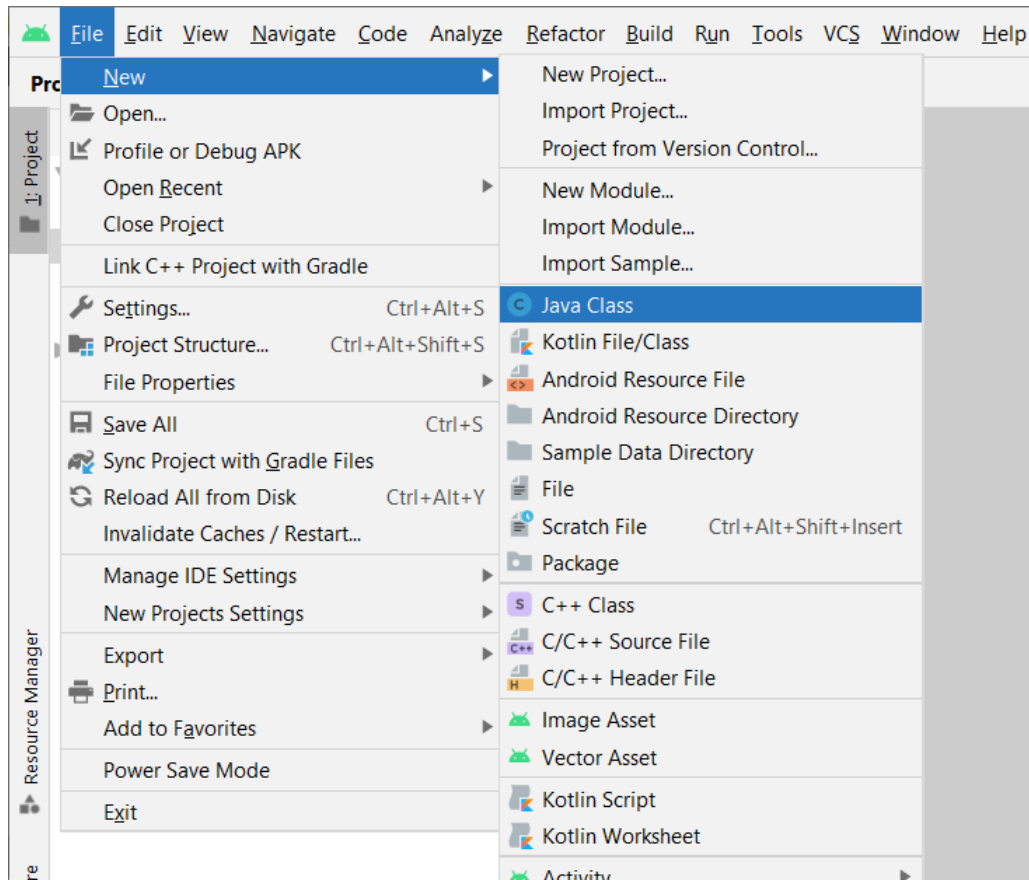 File Edit View Navigate Code Analyze Refactor Build Run Tools VCS Window Help
Pro
1: Project
Resource Manager
re
New
Open...
Profile or Debug APK
Open Recent
Close Project
Link C++ Project with Gradle
Settings... Ctrl+Alt+S
Project Structure... Ctrl+Alt+Shift+S
File Properties
Save All Ctrl+S
Sync Project with Gradle Files
Reload All from Disk Ctrl+Alt+Y
Invalidate Caches / Restart...
Manage IDE Settings
New Projects Settings
Export
Print...
Add to Favorites
Power Save Mode
Exit
New Project...
Import Project...
Project from Version Control...
New Module...
Import Module...
Import Sample...
C Java Class
Kotlin File/Class
Android Resource File
Android Resource Directory
Sample Data Directory
File
Scratch File Ctrl+Alt+Shift+Insert
Package
S C++ Class
C++ C/C++ Source File
H C/C++ Header File
Image Asset
Vector Asset
Kotlin Script
Kotlin Worksheet
Activity